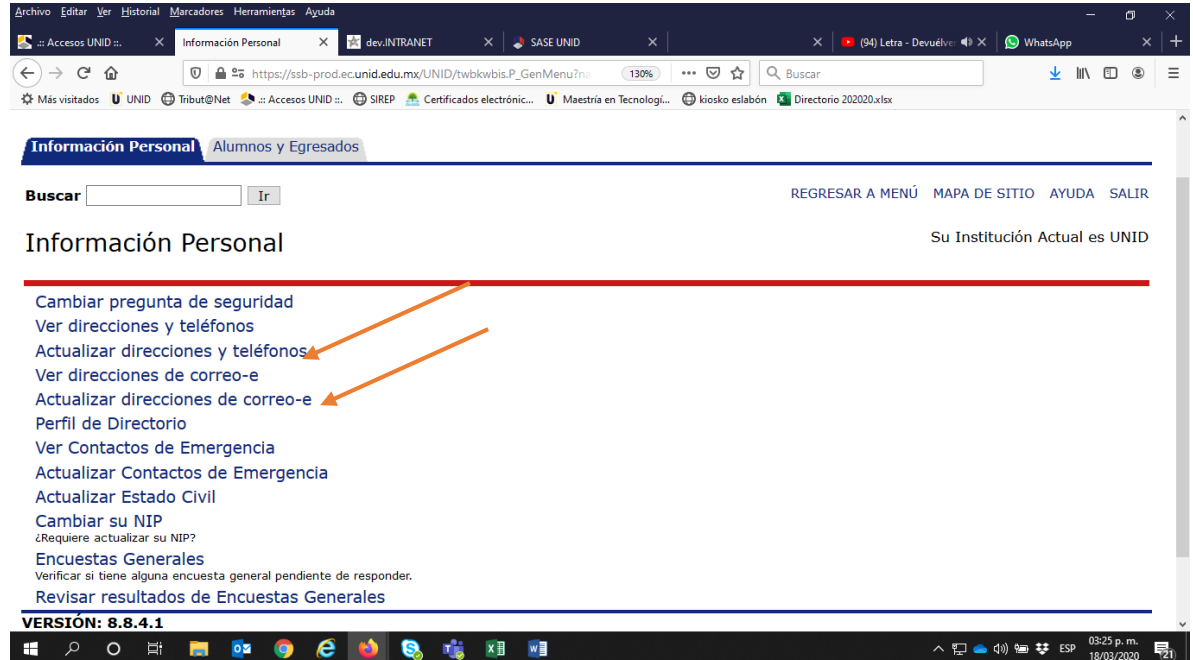 Archivo Editar Ver Historial Marcadores Herramientas Ayuda
.:: Accesos UNID ::. Información Personal dev.INTRANET SASE UNID (94) Letra - Devuélve WhatsApp
https://ssb-prod.ec.unid.edu.mx/UNID/twbkwbis.P_GenMenu?na 130% Buscar
Más visitados UNID Tribut@Net .:: Accesos UNID ::. SIREP Certificados electrónic... Maestría en Tecnologí... kiosko eslabón Directorio 202020.xlsx
Información Personal Alumnos y Egresados
Buscar Ir REGRESAR A MENÚ MAPA DE SITIO AYUDA SALIR
Información Personal Su Institución Actual es UNID
Cambiar pregunta de seguridad
Ver direcciones y teléfonos
Actualizar direcciones y teléfonos
Ver direcciones de correo-e
Actualizar direcciones de correo-e
Perfil de Directorio
Ver Contactos de Emergencia
Actualizar Contactos de Emergencia
Actualizar Estado Civil
Cambiar su NIP
¿Requiere actualizar su NIP?
Encuestas Generales
Verificar si tiene alguna encuesta general pendiente de responder.
Revisar resultados de Encuestas Generales
VERSIÓN: 8.8.4.1
ESP 03:25 p. m.
18/03/2020 21